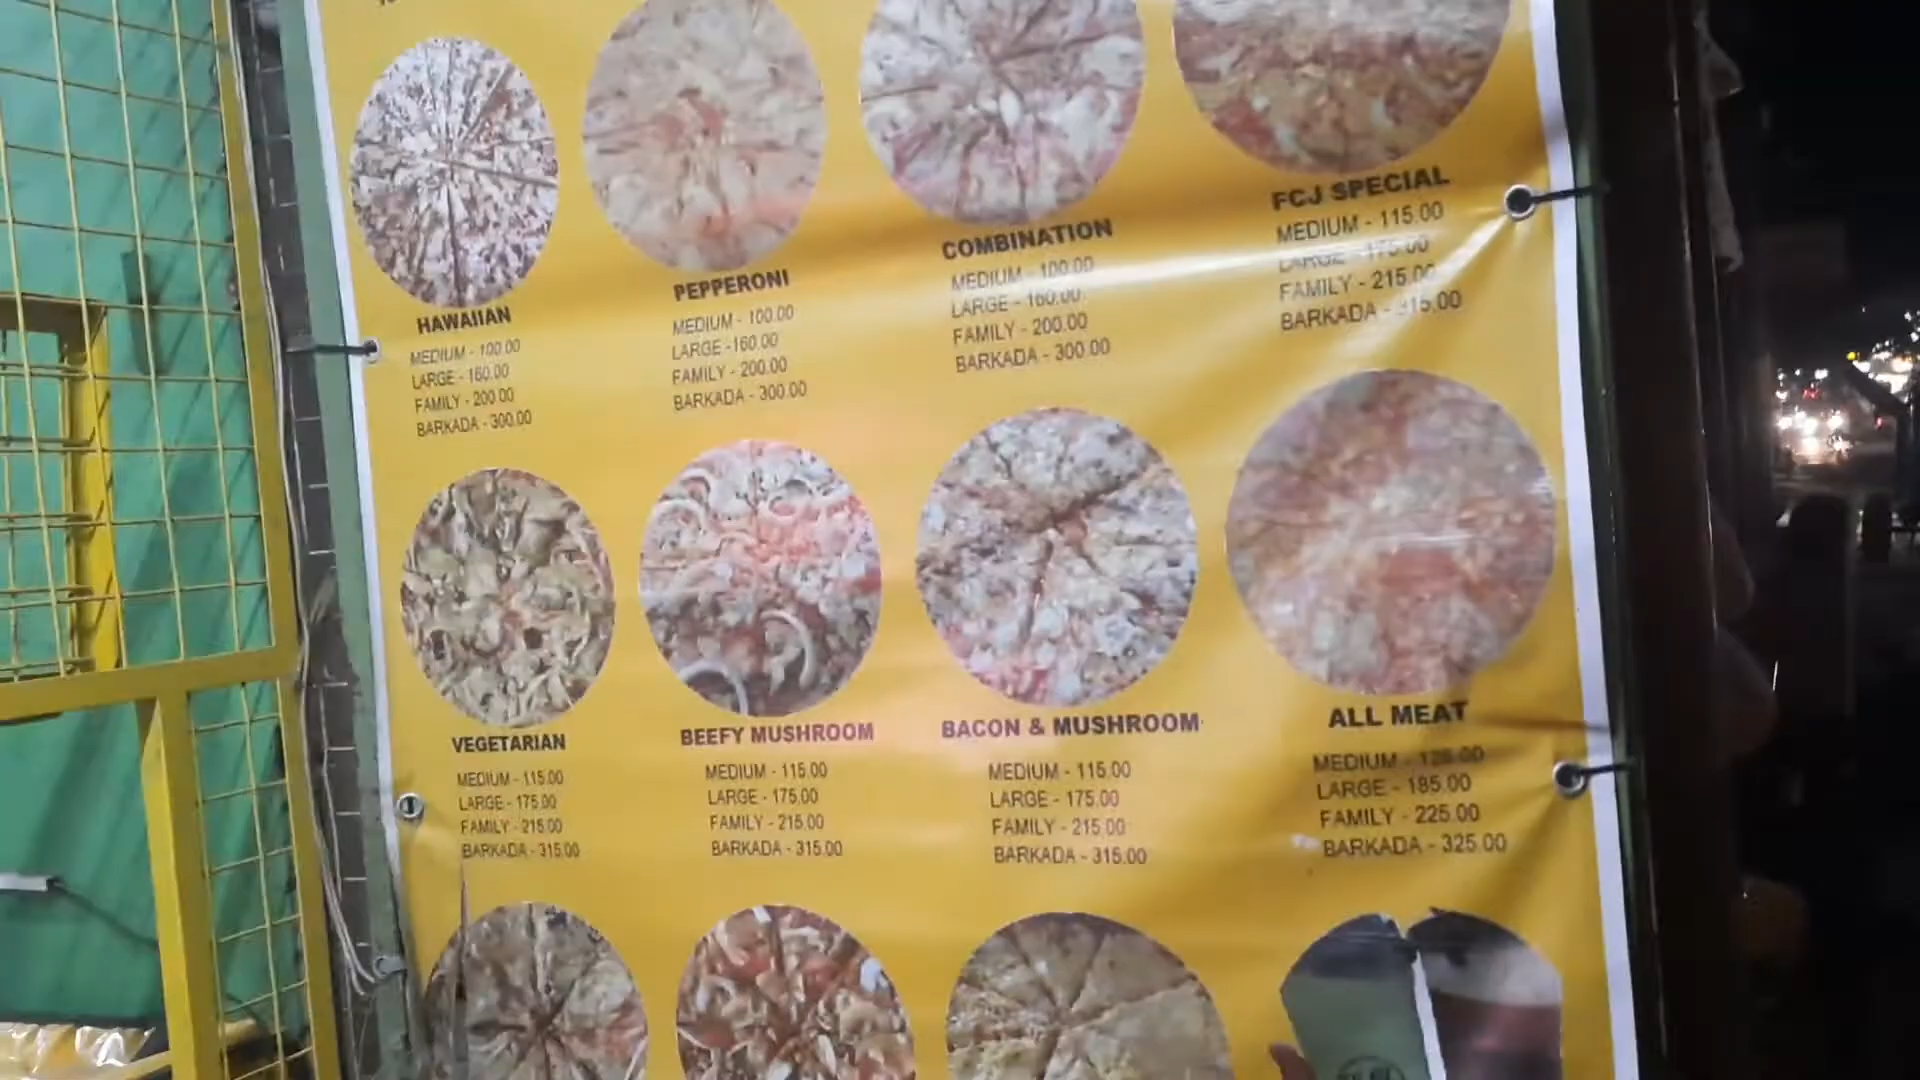 HAWAIIAN
MEDIUM - 100.00
LARGE - 160.00
FAMILY - 200.00
BARKADA - 300.00
PEPPERONI
MEDIUM - 100.00
LARGE -160.00
FAMILY - 200.00
BARKADA - 300.00
COMBINATION
MEDIUM - 100.00
LARGE - 160.00
FAMILY - 200.00
BARKADA - 300.00
FCJ SPECIAL
MEDIUM - 115.00
LARGE - 175.00
FAMILY - 215.00
BARKADA - 315.00
VEGETARIAN
MEDIUM - 115.00
LARGE - 175.00
FAMILY - 215.00
BARKADA - 315.00
BEEFY MUSHROOM
MEDIUM - 115.00
LARGE - 175.00
FAMILY - 215.00
BARKADA - 315.00
BACON & MUSHROOM
MEDIUM - 115.00
LARGE - 175.00
FAMILY - 215.00
BARKADA - 315.00
ALL MEAT
MEDIUM -
LARGE - 185.00
FAMILY - 225.00
BARKADA - 325.00